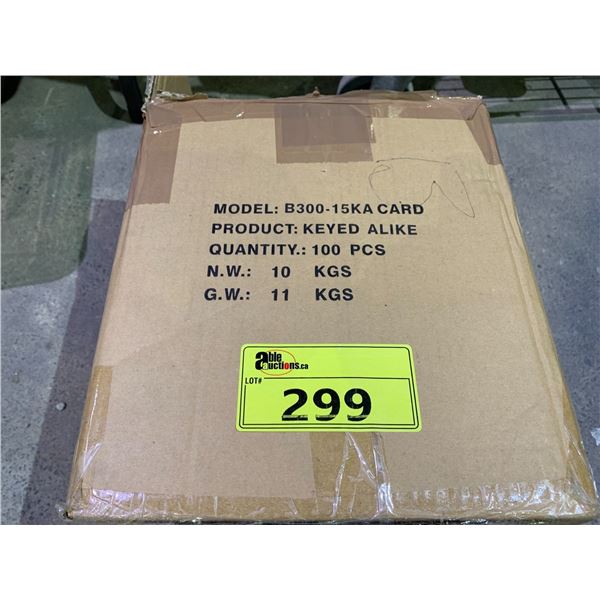 MODEL: B300-15KA CARD
PRODUCT: KEYED ALIKE
QUANTITY.: 100 PCS
N.W.: 10 KGS
G.W.: 11 KGS
able
auctions.ca
LOT#
299